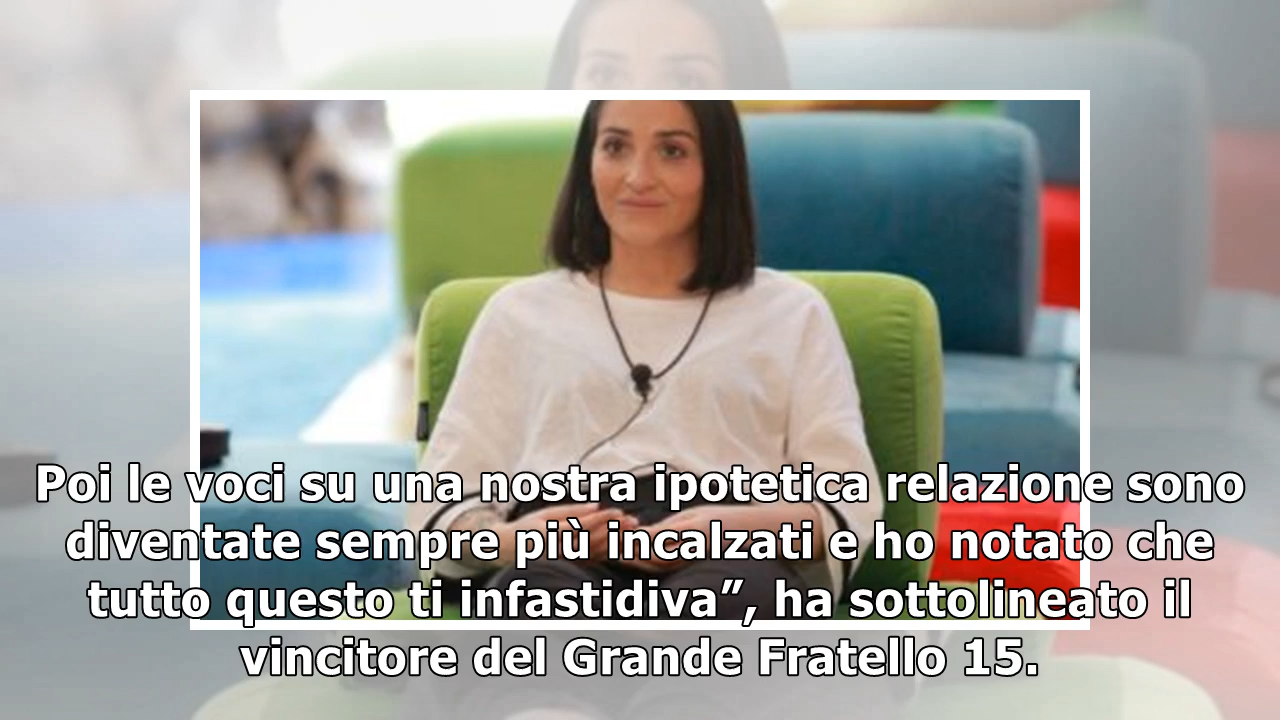 Poi le voci su una nostra ipotetica relazione sono
diventate sempre più incalzati e ho notato che
tutto questo ti infastidiva”, ha sottolineato il
vincitore del Grande Fratello 15.